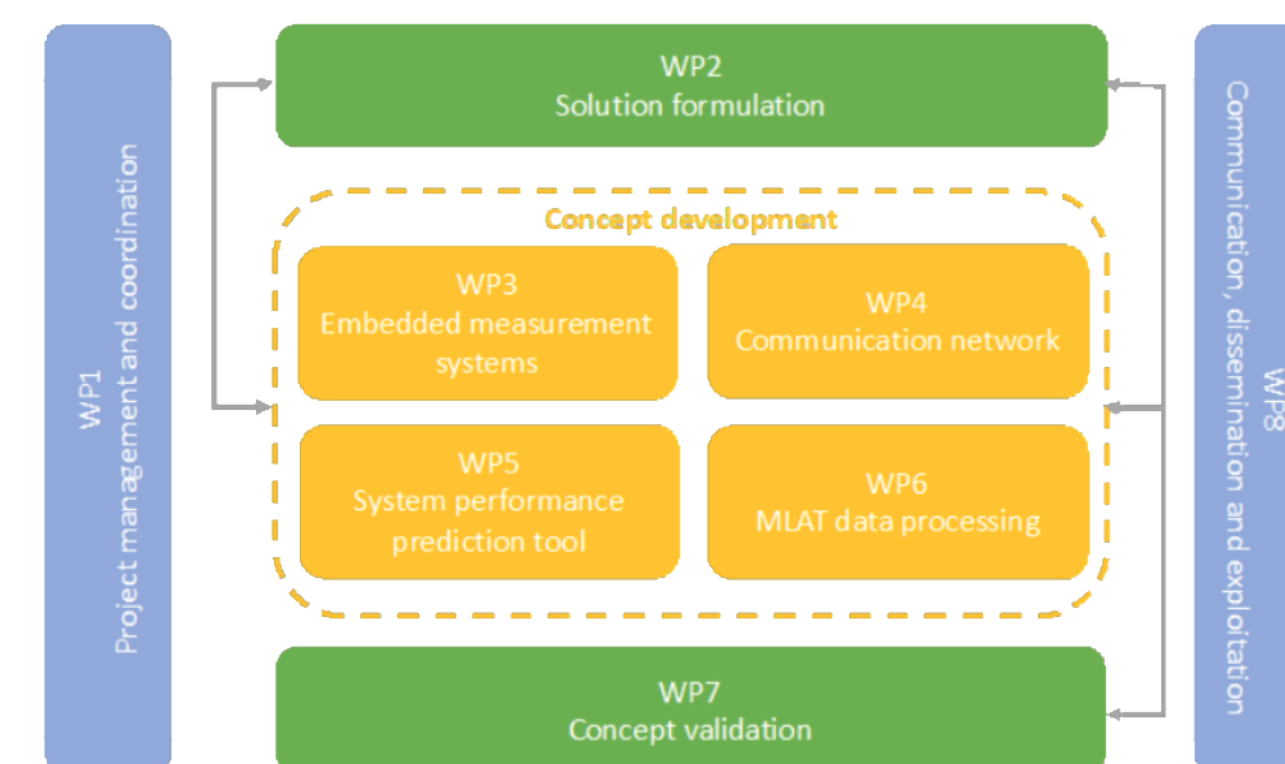 WP1
Project management and coordination
WP2
Solution formulation
Concept development
WP3
Embedded measurement
systems
WP4
Communication network
WP5
System performance
prediction tool
WP6
MLAT data processing
WP7
Concept validation
WP8
Communication, dissemination and exploitation